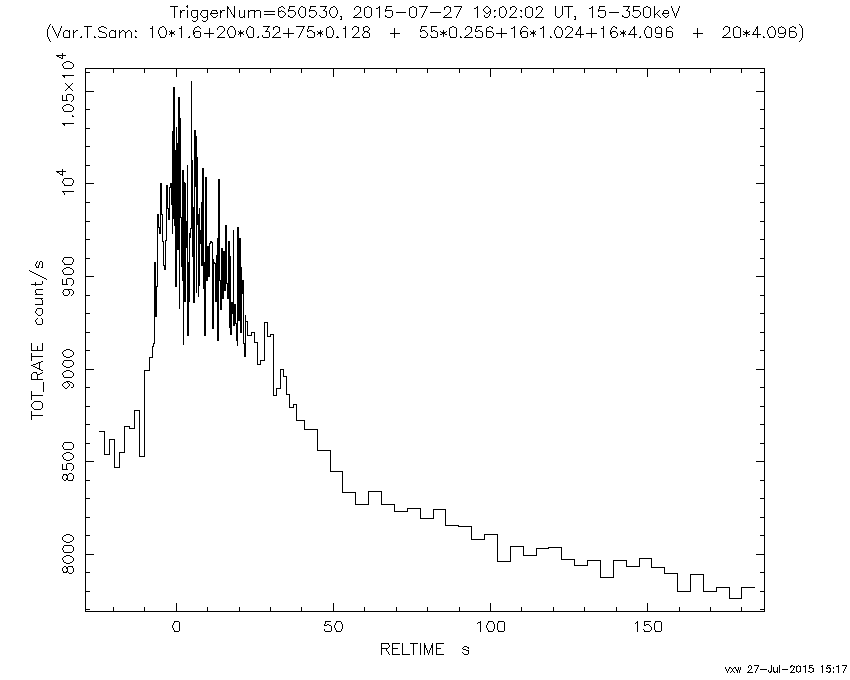 TriggerNum=650530, 2015-07-27 19:02:02 UT, 15-350keV
(Var.T.Sam: 10*1.6+20*0.32+75*0.128 + 55*0.256+16*1.024+16*4.096 + 20*4.096)
1.05×10⁴
10⁴
9500
9000
8500
8000
TOT_RATE count/s
0 50 100 150
RELTIME s
vxw 27-Jul-2015 15:17